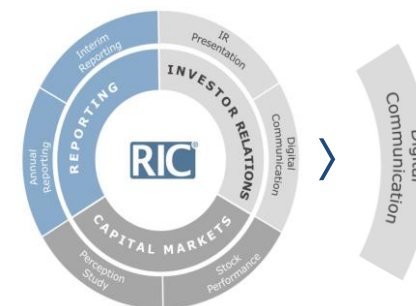 Interim
Reporting
IR
Presentation
Annual
Reporting
REPORTING
INVESTOR RELATIONS
Digital
Communication
RIC®
CAPITAL MARKETS
Perception
Study
Stock
Performance
Digital
Communication